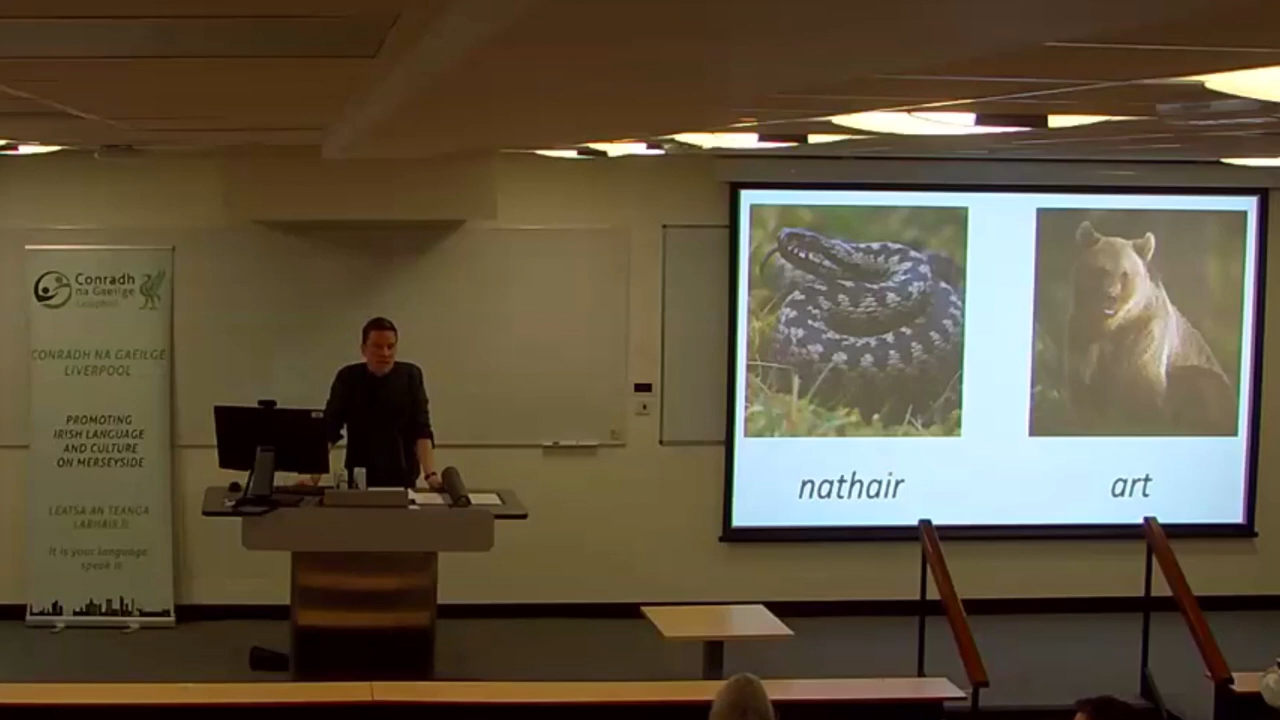 Conradh
na Gaeilge
Liverpool
CONRADH NA GAEILGE
LIVERPOOL
PROMOTING
IRISH LANGUAGE
AND CULTURE
ON MERSEYSIDE
LEATSA AN TEANGA
LABHAIR Í!
It is your language
speak it
nathair
art